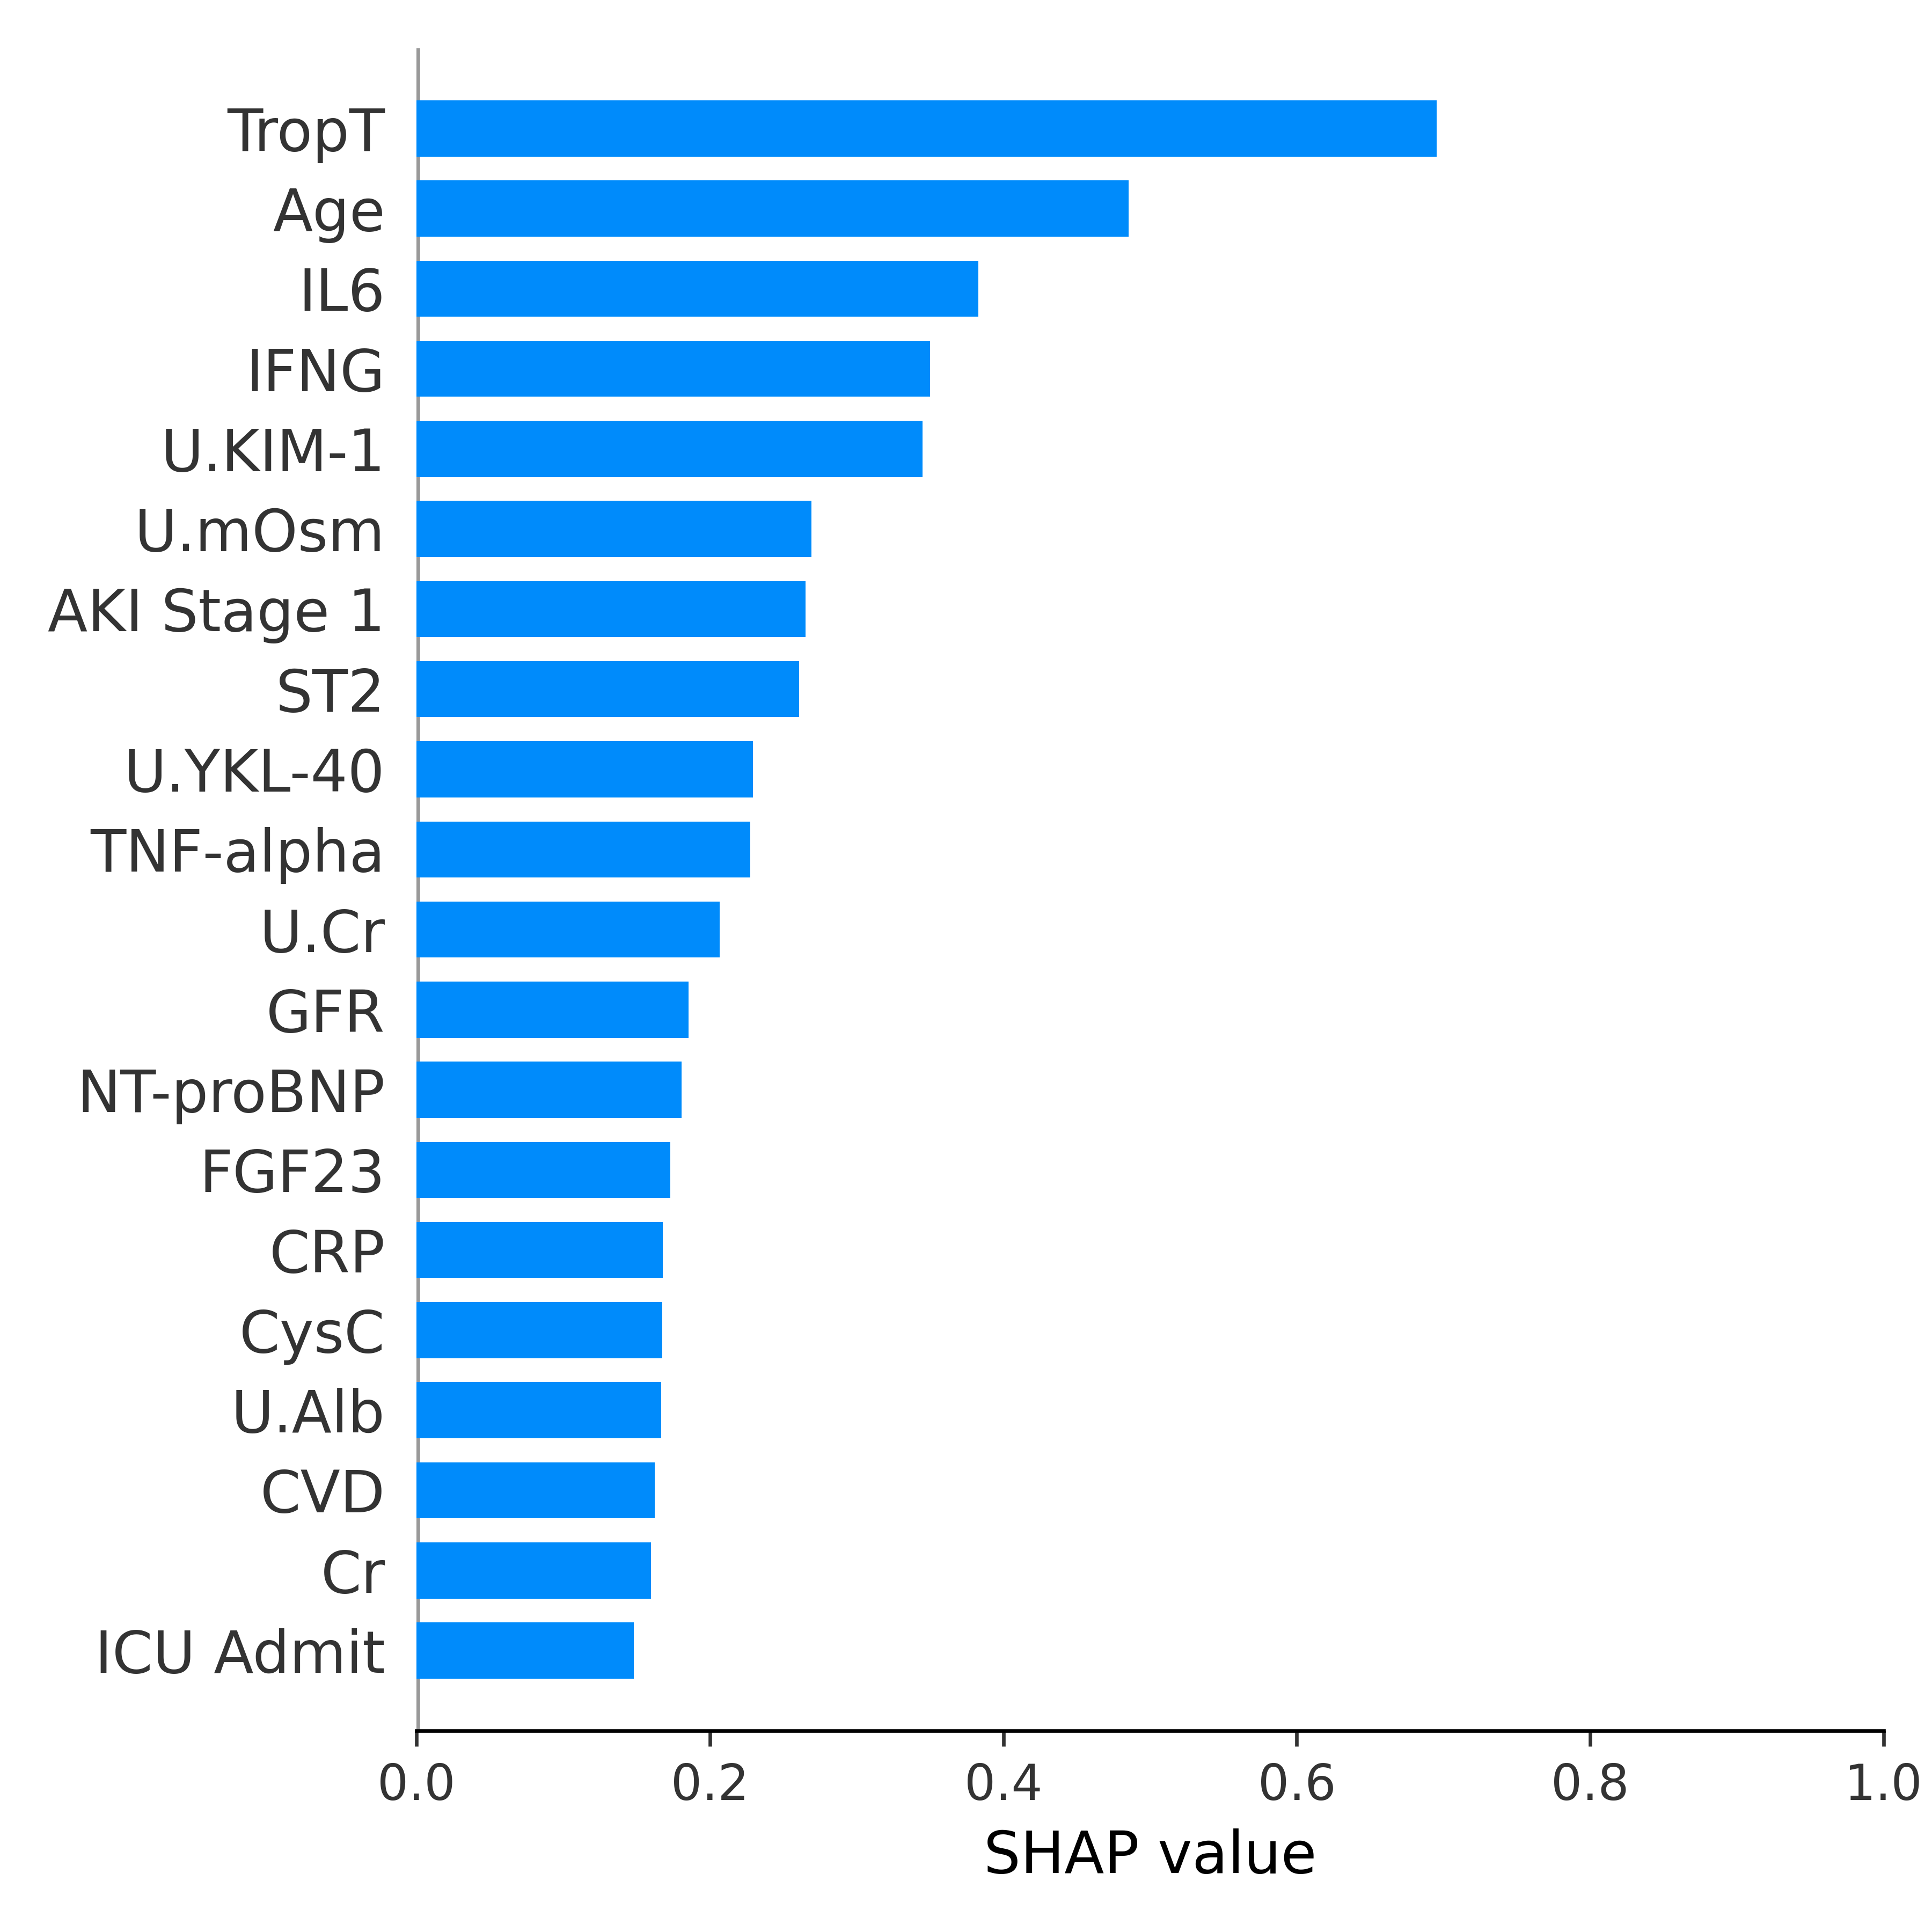 TropT
Age
IL6
IFNG
U.KIM-1
U.mOsm
AKI Stage 1
ST2
U.YKL-40
TNF-alpha
U.Cr
GFR
NT-proBNP
FGF23
CRP
CysC
U.Alb
CVD
Cr
ICU Admit
0.0 0.2 0.4 0.6 0.8 1.0
SHAP value